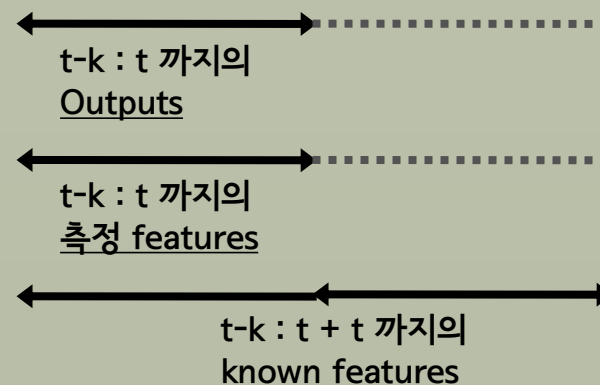 t-k : t 까지의
Outputs
t-k : t 까지의
측정 features
t-k : t + t 까지의
known features